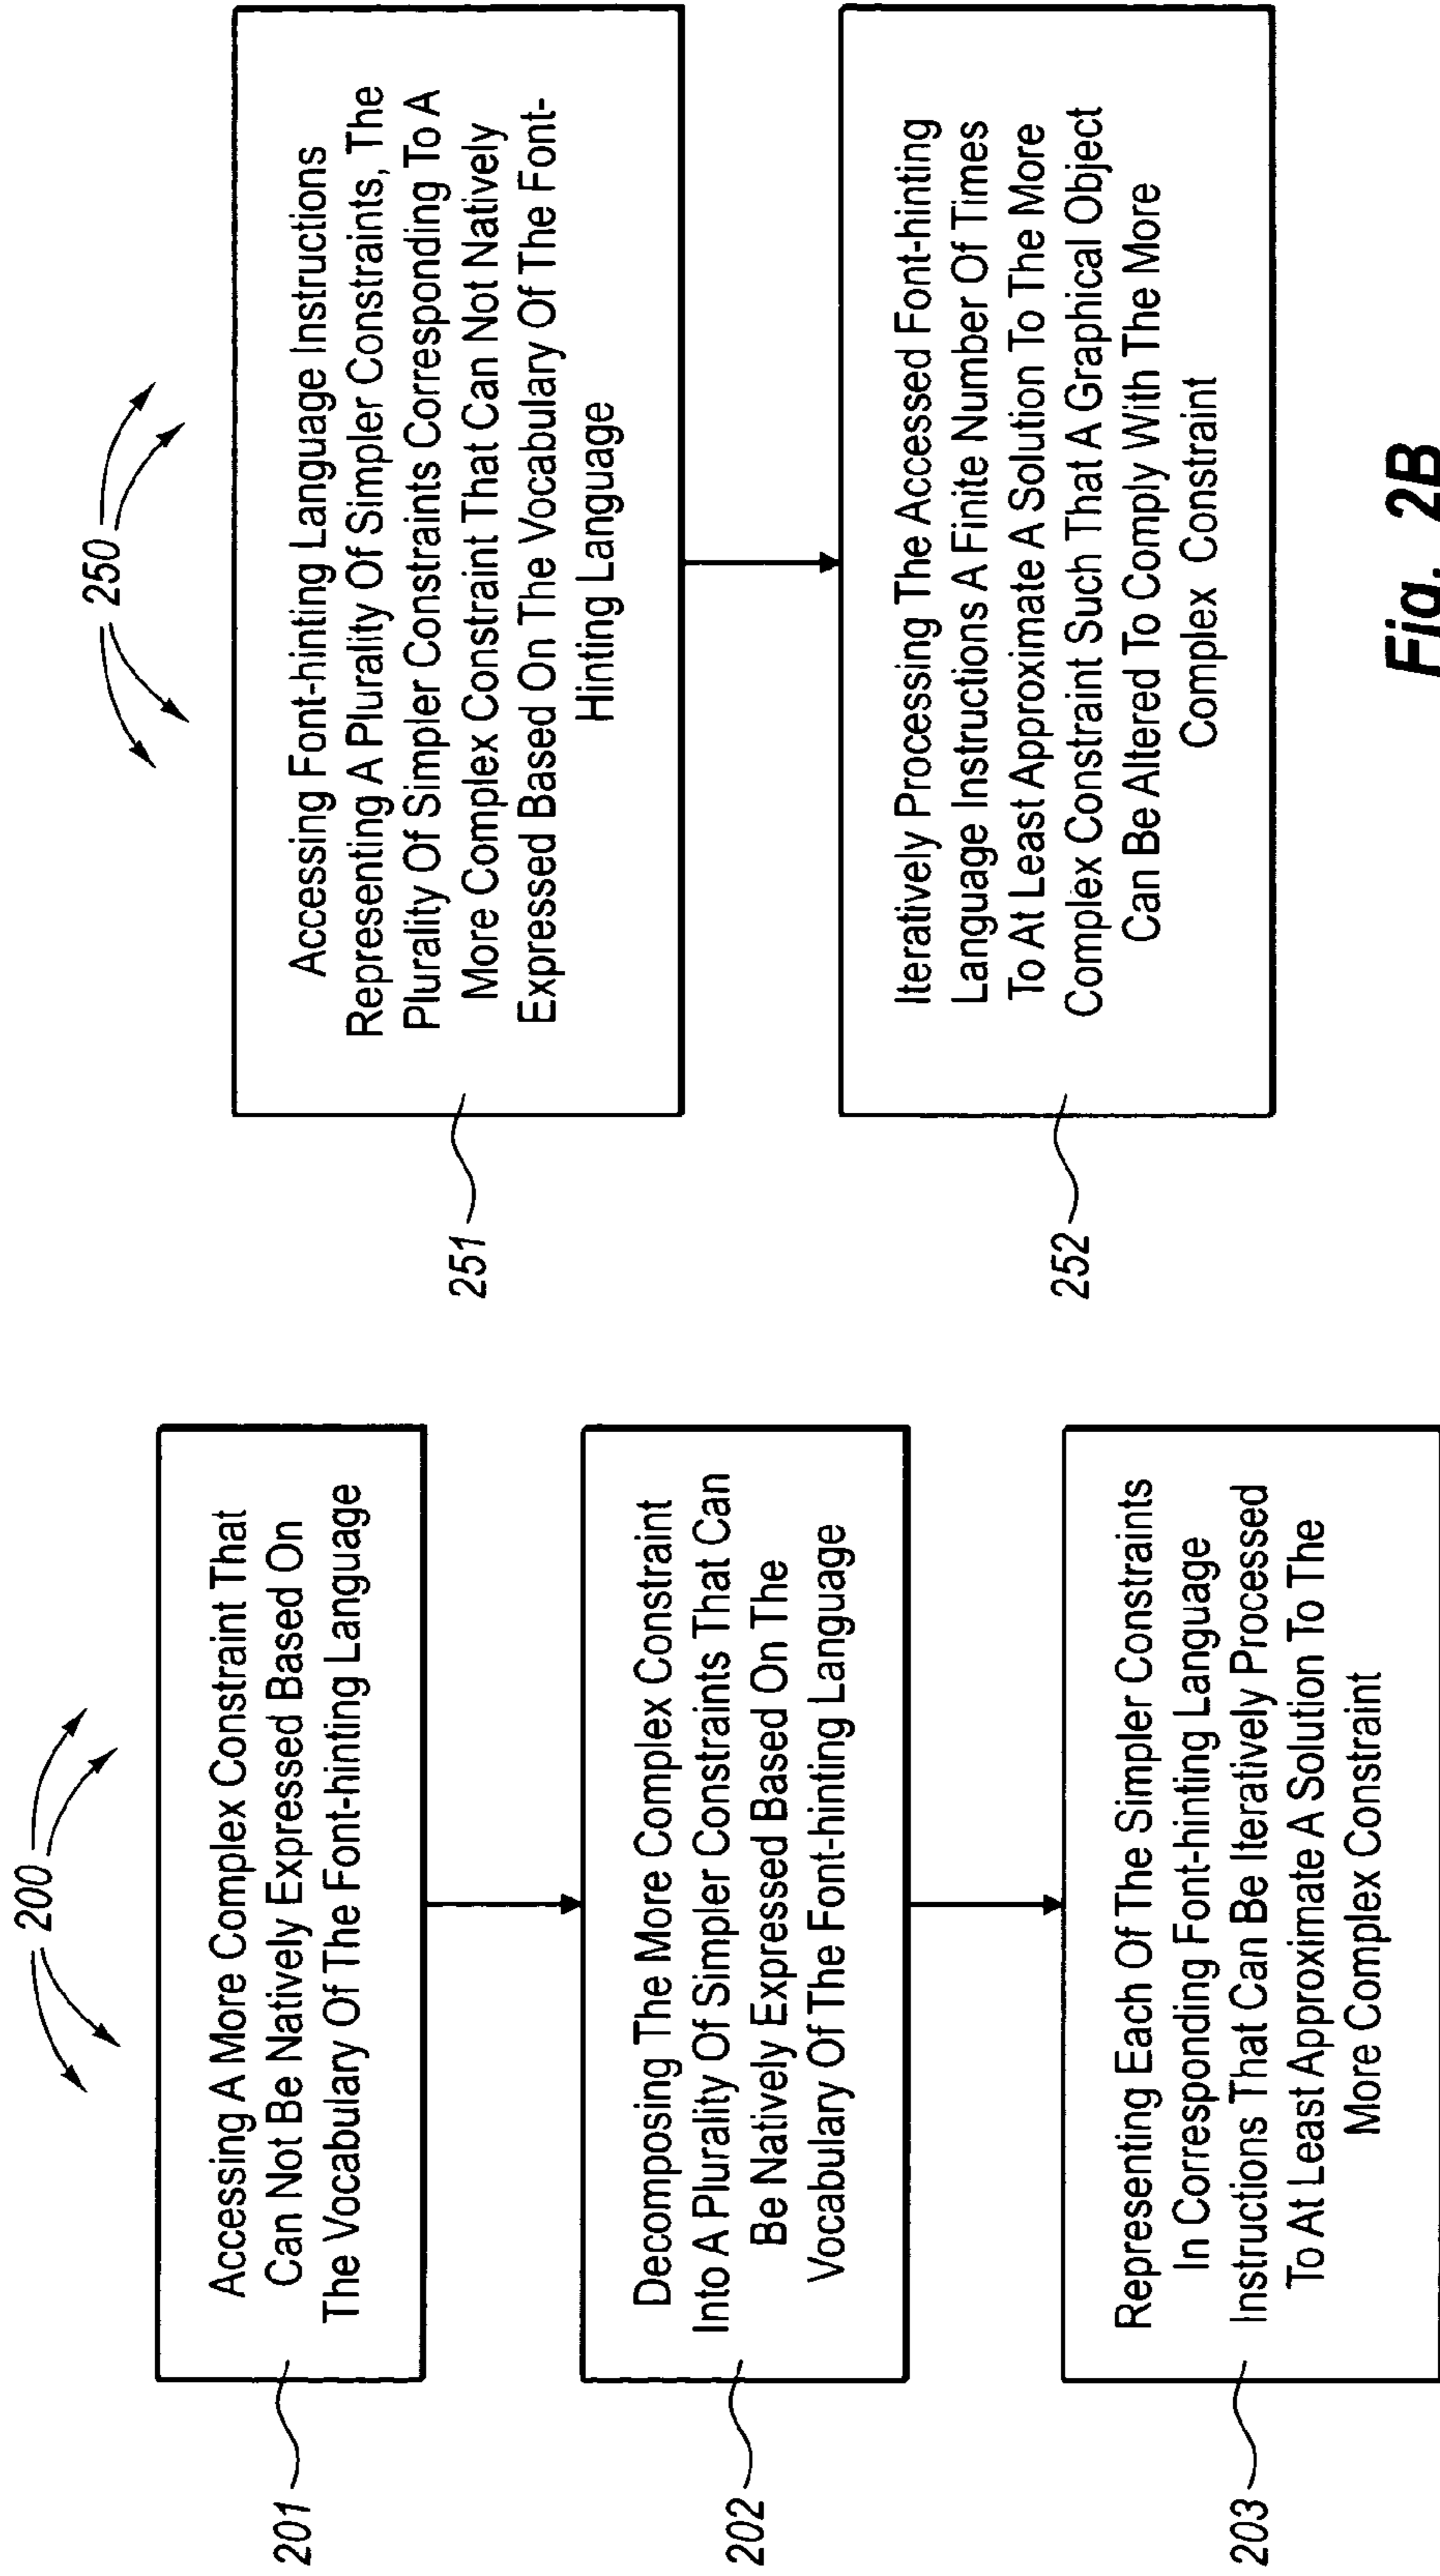 200
201
Accessing A More Complex Constraint That
Can Not Be Natively Expressed Based On
The Vocabulary Of The Font-hinting Language
202
Decomposing The More Complex Constraint
Into A Plurality Of Simpler Constraints That Can
Be Natively Expressed Based On The
Vocabulary Of The Font-hinting Language
203
Representing Each Of The Simpler Constraints
In Corresponding Font-hinting Language
Instructions That Can Be Iteratively Processed
To At Least Approximate A Solution To The
More Complex Constraint
250
251
Accessing Font-hinting Language Instructions
Representing A Plurality Of Simpler Constraints, The
Plurality Of Simpler Constraints Corresponding To A
More Complex Constraint That Can Not Natively
Expressed Based On The Vocabulary Of The Font-
Hinting Language
252
Iteratively Processing The Accessed Font-hinting
Language Instructions A Finite Number Of Times
To At Least Approximate A Solution To The More
Complex Constraint Such That A Graphical Object
Can Be Altered To Comply With The More
Complex Constraint
Fig. 2B